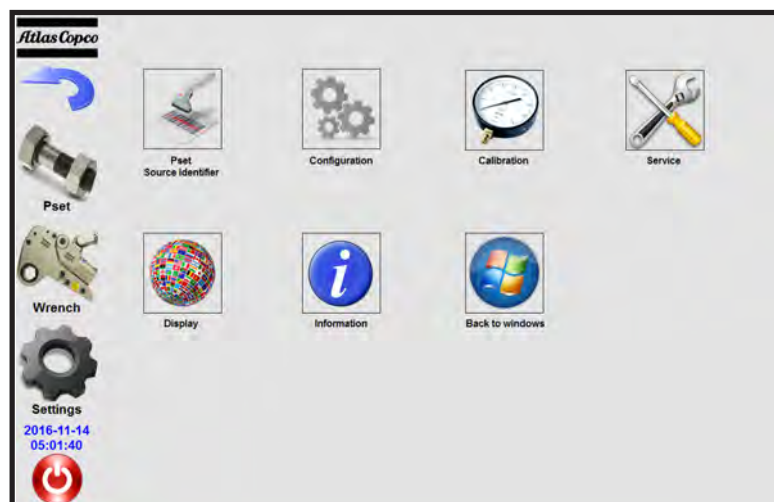 Atlas Copco
Pset
Wrench
Settings
2016-11-14
05:01:40
Pset
Source identifier
Configuration
Calibration
Service
Display
Information
Back to windows